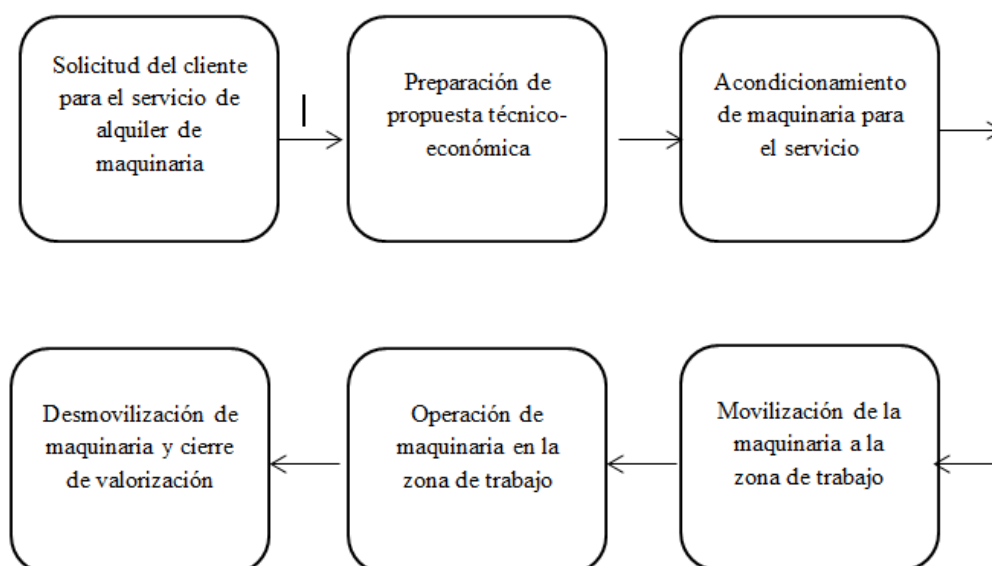 Solicitud del cliente
para el servicio de
alquiler de
maquinaria
Preparación de
propuesta técnico-
económica
Acondicionamiento
de maquinaria para
el servicio
Movilización de la
maquinaria a la
zona de trabajo
Operación de
maquinaria en la
zona de trabajo
Desmovilización de
maquinaria y cierre
de valorización